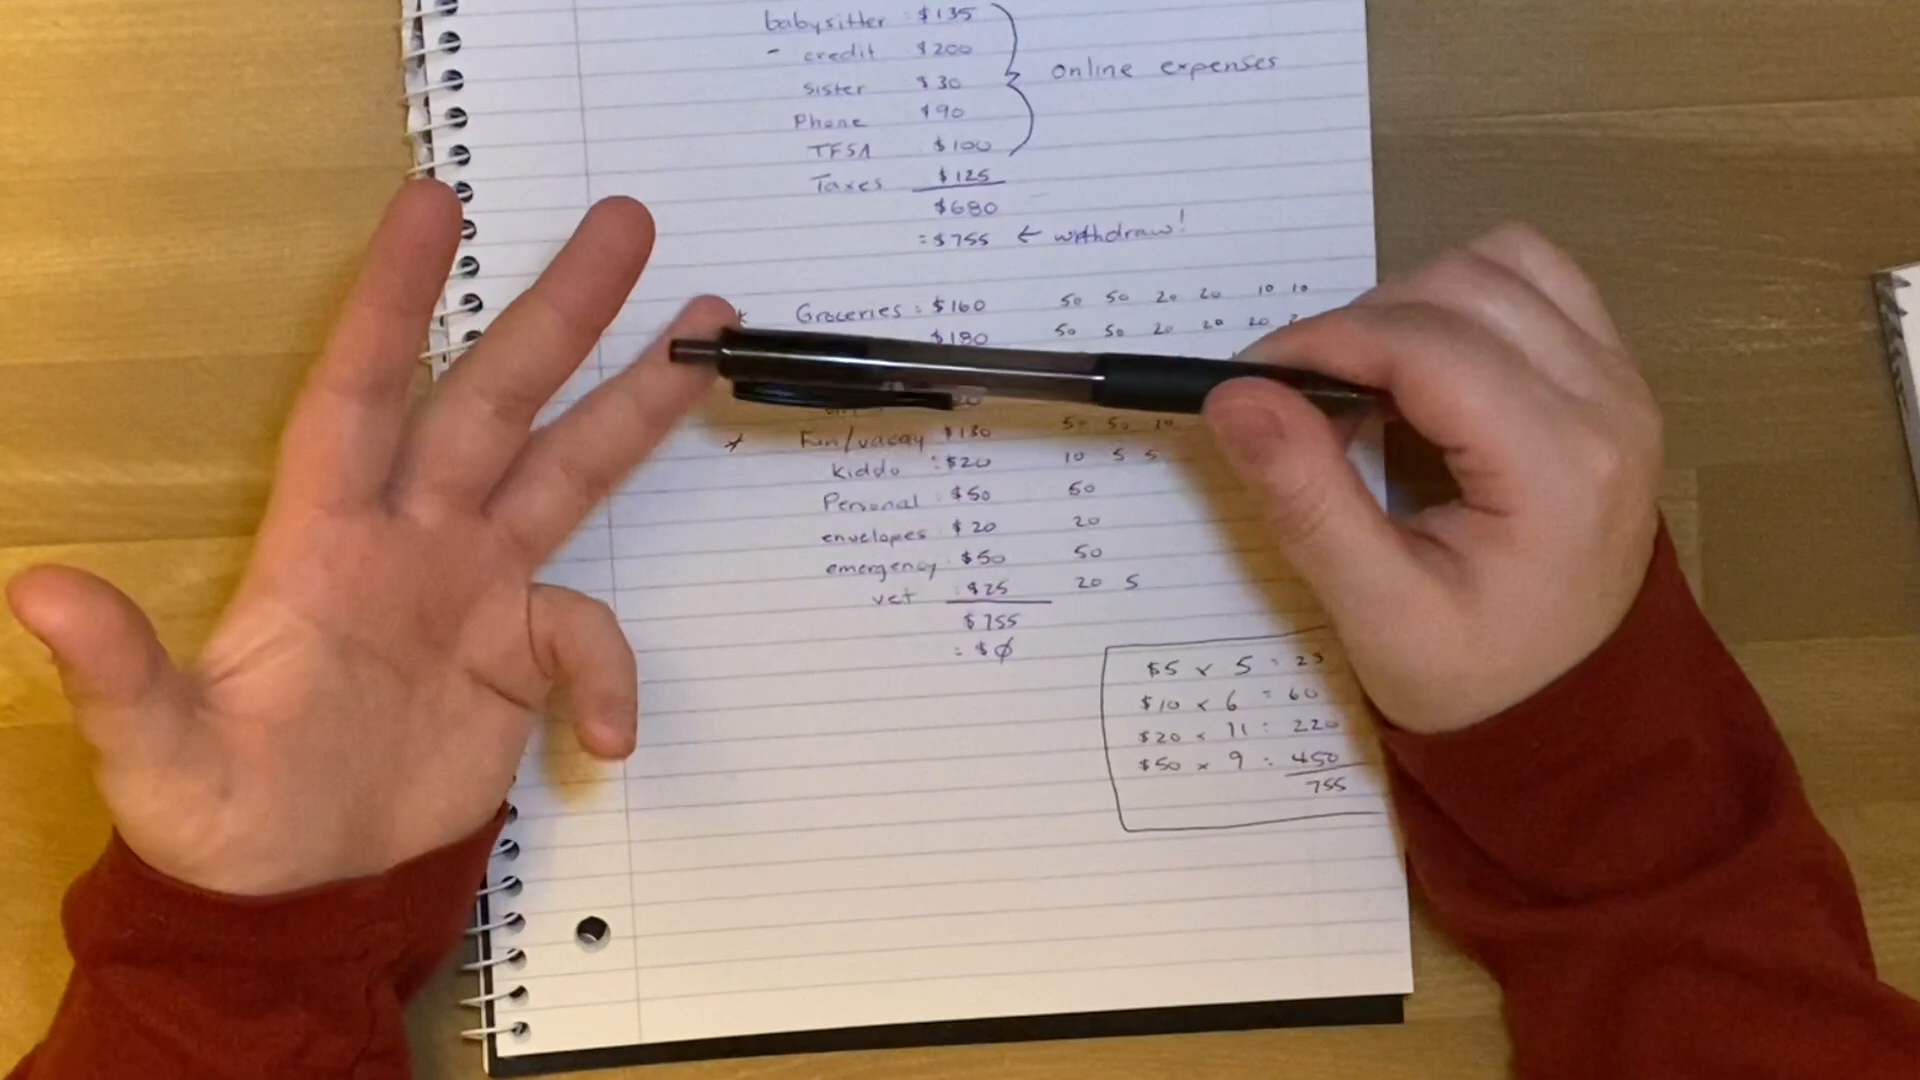 babysitter : $135
- credit $200
sister $30
Phone $90
TFSA $100
online expenses
Taxes $125
$680
= $755 ← withdraw!
Groceries : $160 50 50 20 20 10 10
$180 50 50 20 20 20
* Fun/vacay $130 50 50
kiddo : $20 10 5 5
Personal : $50 50
envelopes : $20 20
emergency : $50 50
vet : $25 20 5
$755
= $0
$5 x 5 = 25
$10 x 6 = 60
$20 x 11 = 220
$50 x 9 = 450
755